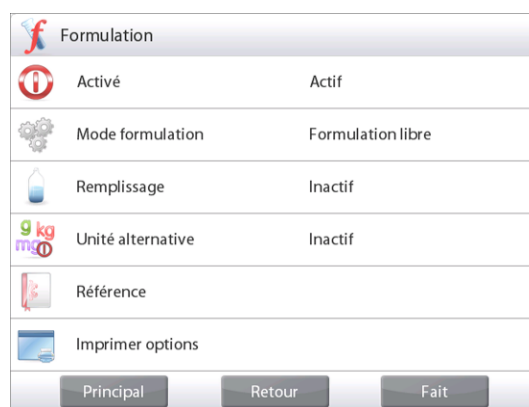 Formulation
Activé Actif
Mode formulation Formulation libre
Remplissage Inactif
g kg
mg
Unité alternative Inactif
Référence
Imprimer options
Principal Retour Fait